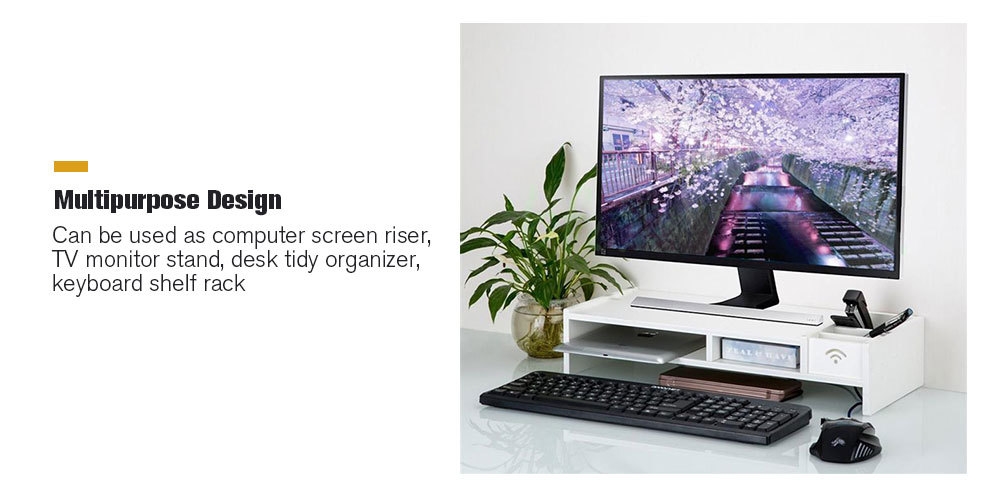 Multipurpose Design
Can be used as computer screen riser,
TV monitor stand, desk tidy organizer,
keyboard shelf rack